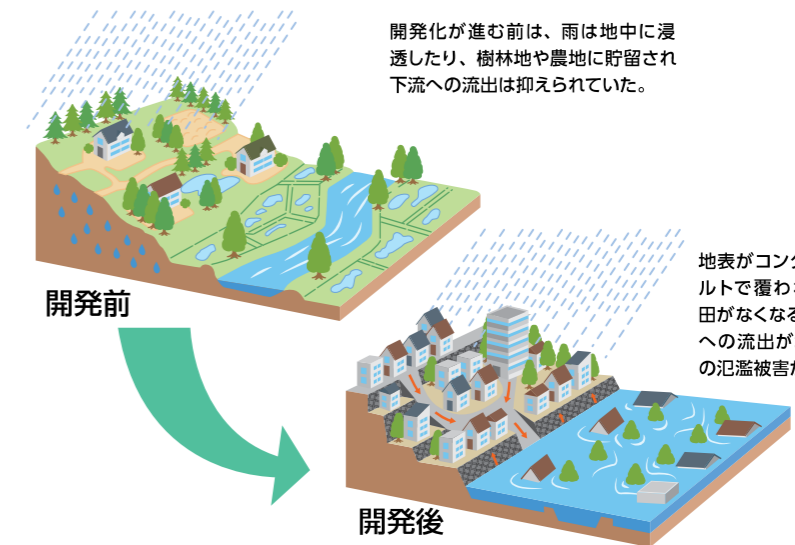 開発化が進む前は、雨は地中に浸
透したり、樹林地や農地に貯留され
下流への流出は抑えられていた。
開発前
地表がコンク
ルトで覆わ
田がなくなる
への流出が
の氾濫被害
開発後